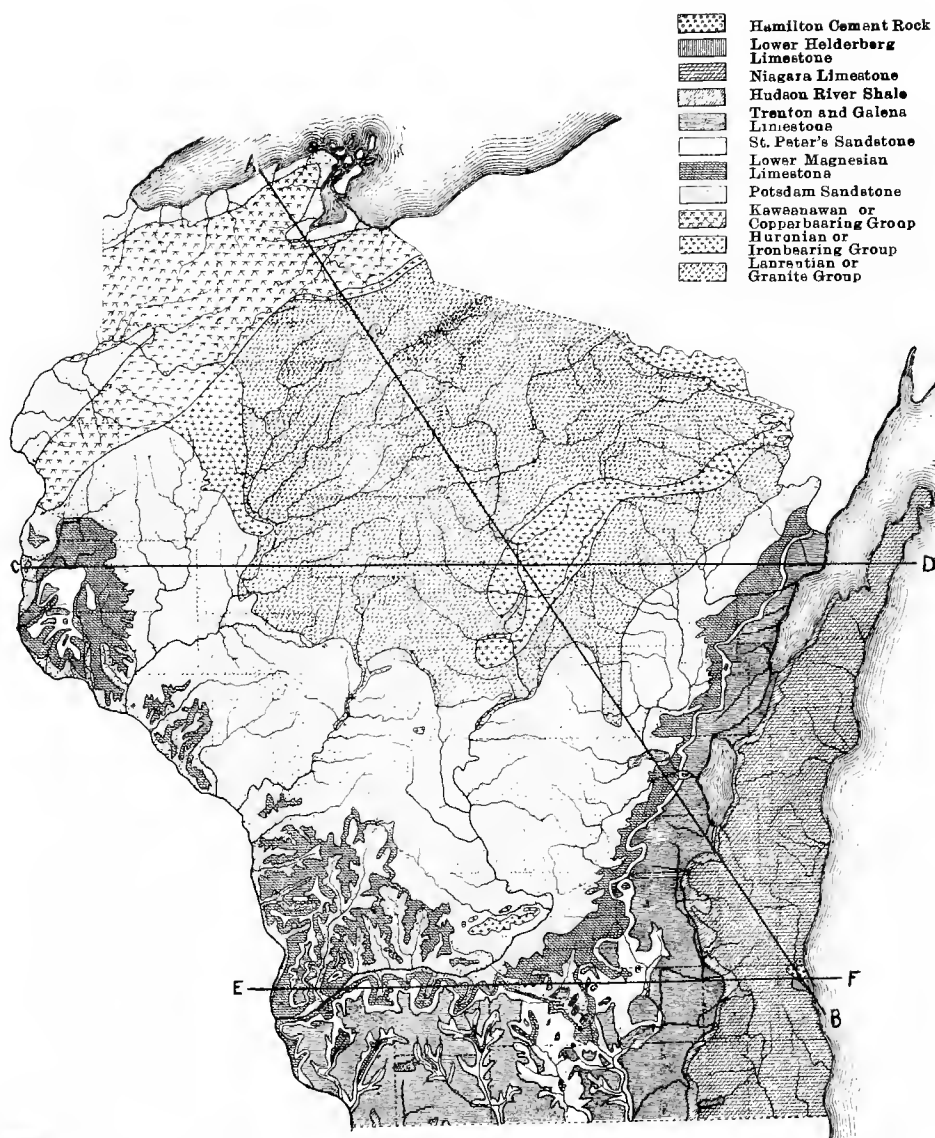 Hamilton Cement Rock
Lower Helderberg
Limestone
Niagara Limestone
Hudson River Shale
Trenton and Galena
Limestone
St. Peter's Sandstone
Lower Magnesian
Limestone
Potsdam Sandstone
Kaweenawan or
Copperbearing Group
Huronian or
Ironbearing Group
Laurentian or
Granite Group
A
C
D
E
F
B